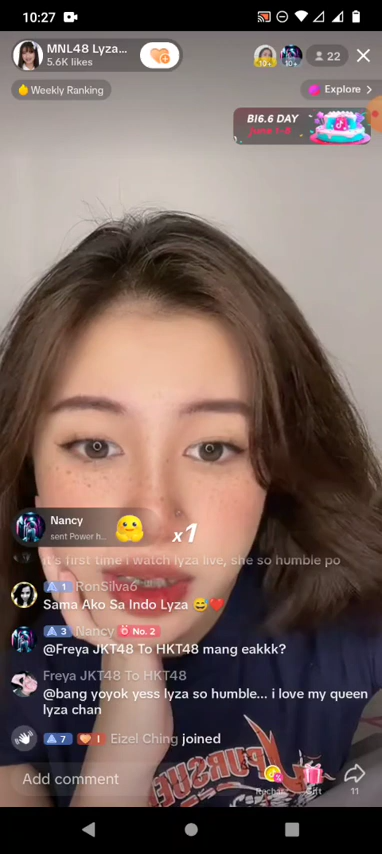 10:27
MNL48 Lyza...
5.6K likes
10+
10+
22
Weekly Ranking
Explore
BI6.6 DAY
Nancy
sent Power h...
x1
it's first time i watch lyza live, she so humble po
1 RonSilva6
Sama Ako Sa Indo Lyza 😅❤️
3 Nancy No. 2
@Freya JKT48 To HKT48 mang eakkk?
Freya JKT48 To HKT48
@bang yoyok yess lyza so humble... i love my queen
lyza chan
7 I Eizel Ching joined
Add comment
Gift
11